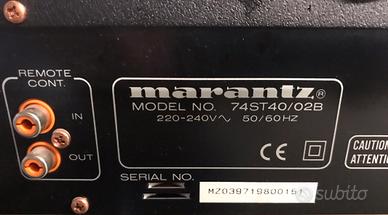 REMOTE
CONT.
IN
OUT
marantz®
MODEL NO. 74ST40/02B
220-240V∿ 50/60HZ
SERIAL NO.
MZ039719800151
CAUTION
ATTENTI
subito